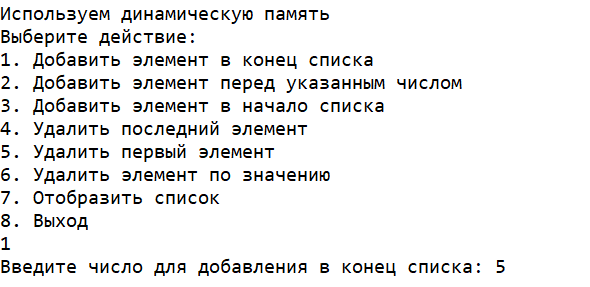 Используем динамическую память
Выберите действие:
1. Добавить элемент в конец списка
2. Добавить элемент перед указанным числом
3. Добавить элемент в начало списка
4. Удалить последний элемент
5. Удалить первый элемент
6. Удалить элемент по значению
7. Отобразить список
8. Выход
1
Введите число для добавления в конец списка: 5